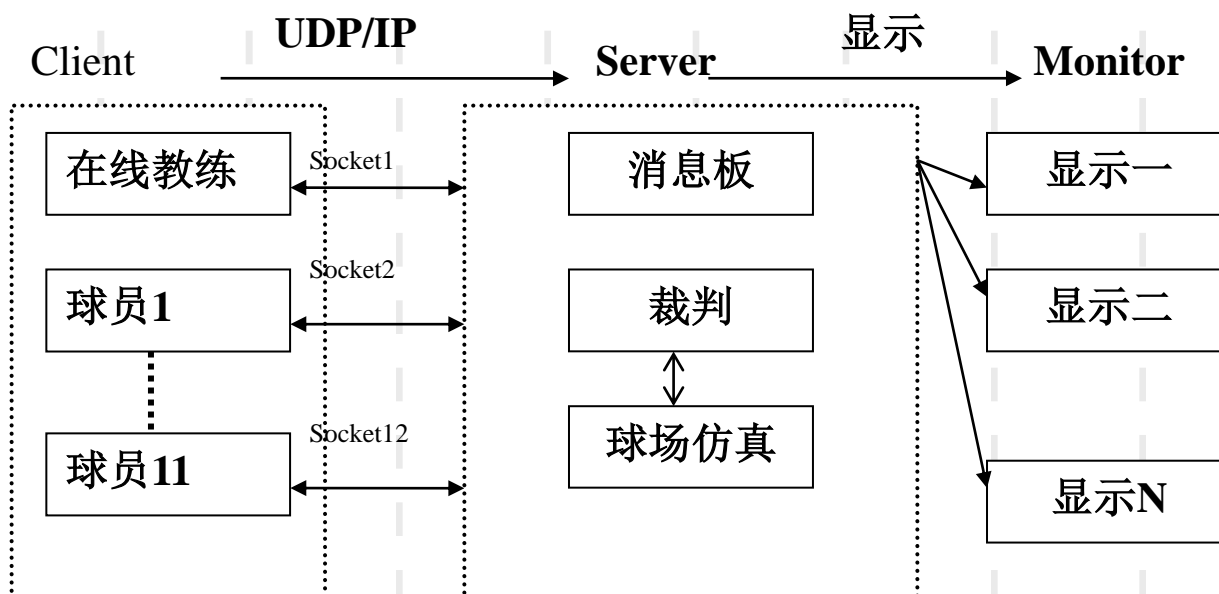 UDP/IP
显示
Client
Server
Monitor
在线教练
Socket1
消息板
显示一
球员1
Socket2
裁判
显示二
球员11
Socket12
球场仿真
显示N